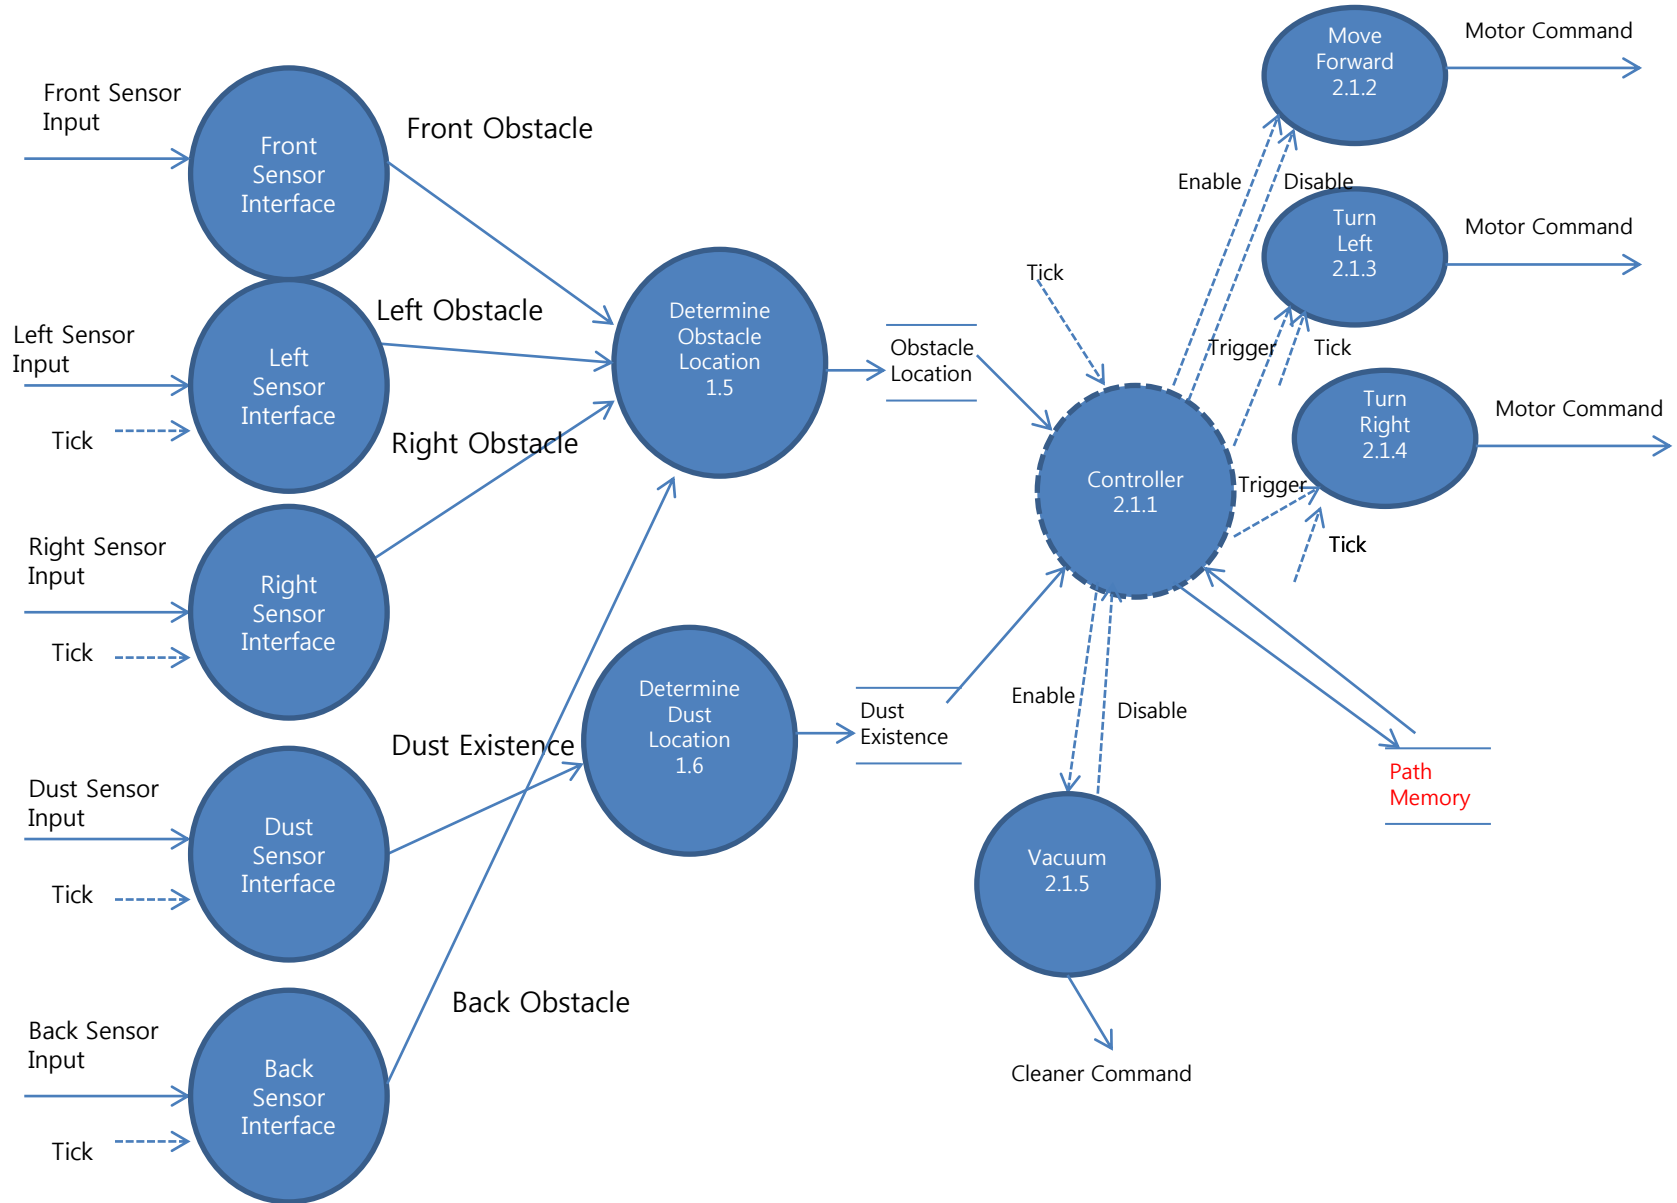 Front Sensor
Input
Front
Sensor
Interface
Front Obstacle
Left Sensor
Input
Tick
Left
Sensor
Interface
Left Obstacle
Right Sensor
Input
Tick
Right
Sensor
Interface
Right Obstacle
Dust Sensor
Input
Tick
Dust
Sensor
Interface
Dust Existence
Back Sensor
Input
Tick
Back
Sensor
Interface
Back Obstacle
Determine
Obstacle
Location
1.5
Obstacle
Location
Determine
Dust
Location
1.6
Dust
Existence
Tick
Controller
2.1.1
Enable
Disable
Move
Forward
2.1.2
Motor Command
Trigger
Tick
Turn
Left
2.1.3
Motor Command
Trigger
Tick
Turn
Right
2.1.4
Motor Command
Enable
Disable
Vacuum
2.1.5
Cleaner Command
Path
Memory